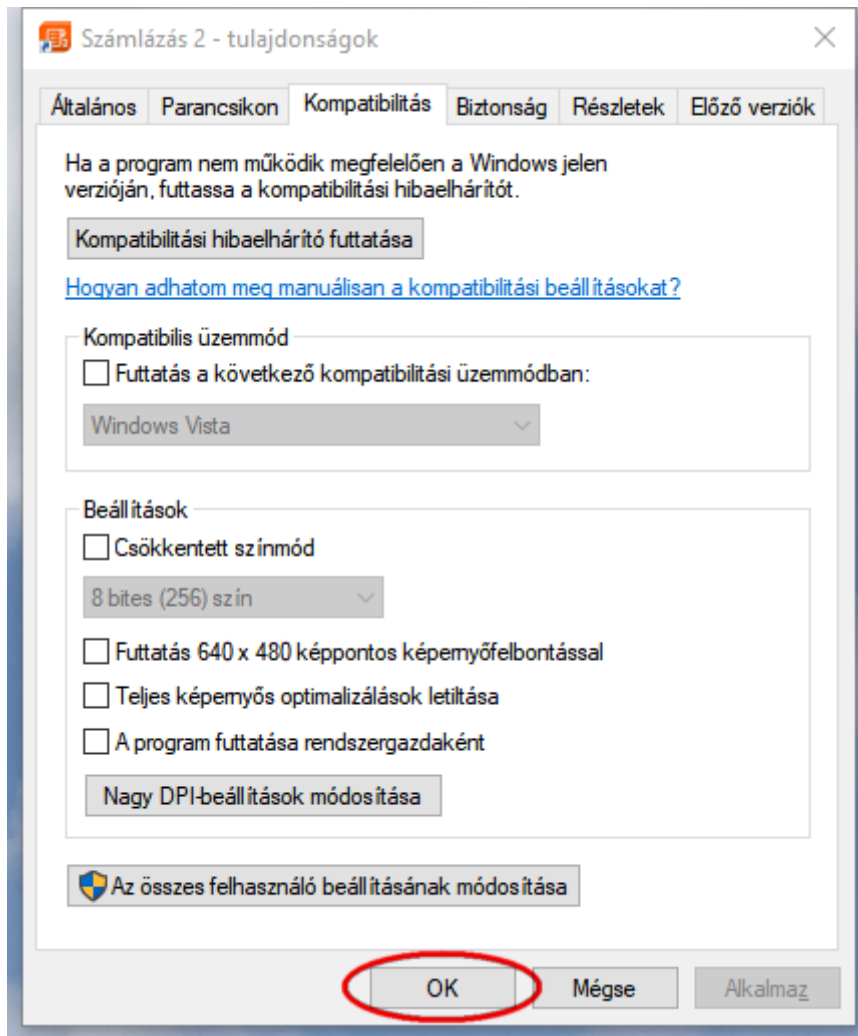 Számlázás 2 - tulajdonságok
Általános Parancsikon Kompatibilitás Biztonság Részletek Előző verziók
Ha a program nem működik megfelelően a Windows jelen
verzióján, futtassa a kompatibilitási hibaelhárítót.
Kompatibilitási hibaelhárító futtatása
Hogyan adhatom meg manuálisan a kompatibilitási beállításokat?
Kompatibilis üzemmód
Futtatás a következő kompatibilitási üzemmódban:
Windows Vista
Beállítások
Csökkentett színmód
8 bites (256) szín
Futtatás 640 x 480 képpontos képernyőfelbontással
Teljes képernyős optimalizálások letiltása
A program futtatása rendszergazdaként
Nagy DPI-beállítások módosítása
Az összes felhasználó beállításának módosítása
OK Mégse Alkalmaz